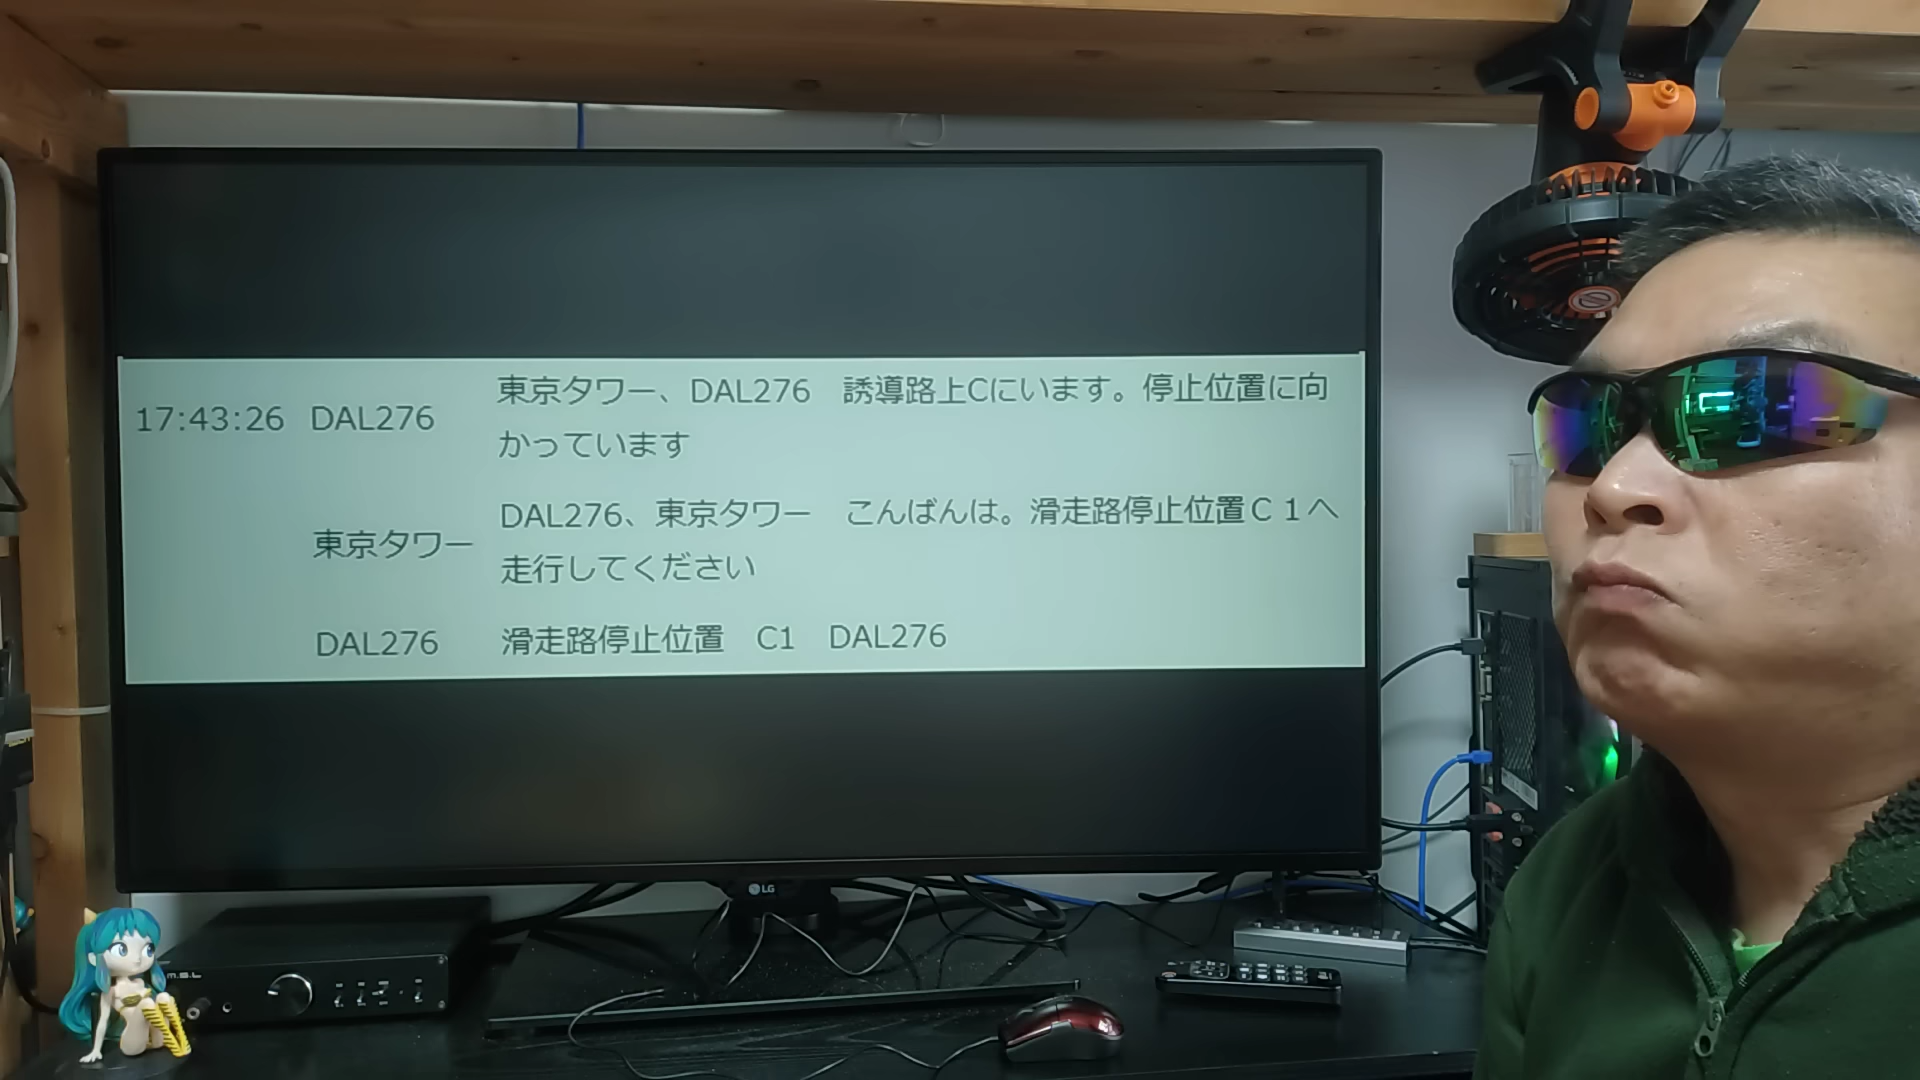 17:43:26 DAL276 東京タワー、DAL276 誘導路上Cにいます。停止位置に向
かっています
東京タワー DAL276、東京タワー こんばんは。滑走路停止位置C1へ
走行してください
DAL276 滑走路停止位置 C1 DAL276
LG
M.S.L